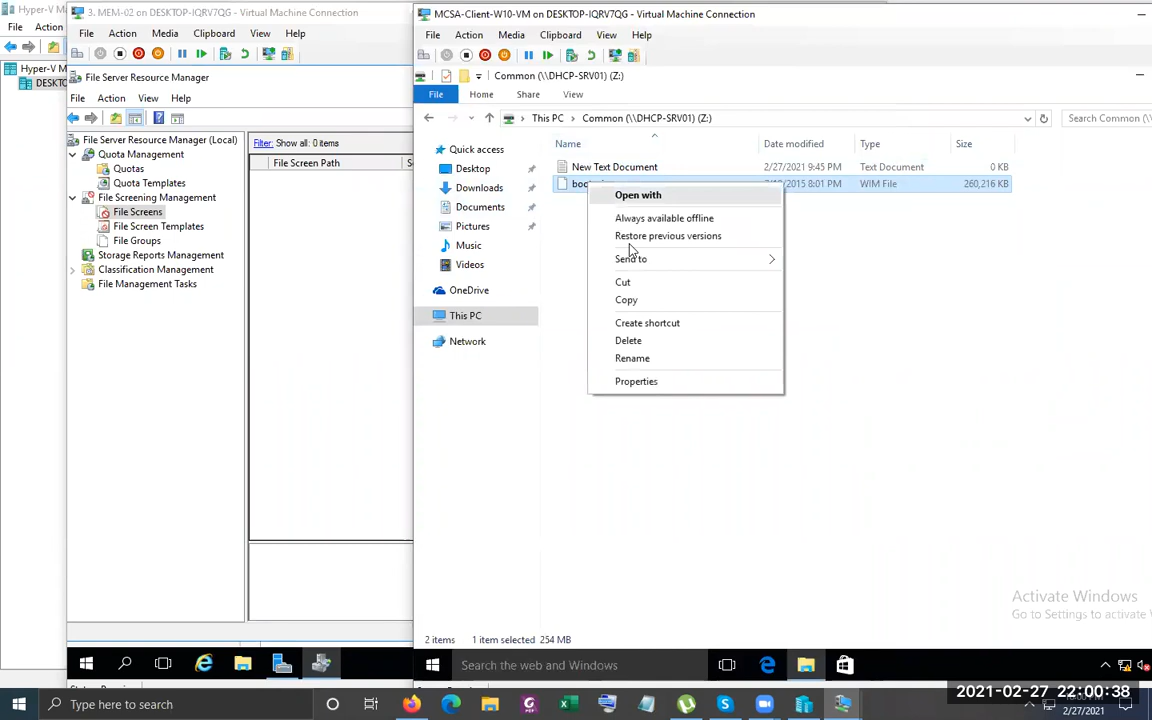 Hyper-V M
File Action
Hyper-V M
DESKTO
3. MEM-02 on DESKTOP-IQRV7QG - Virtual Machine Connection
File Action Media Clipboard View Help
File Server Resource Manager
File Action View Help
File Server Resource Manager (Local)
Quota Management
Quotas
Quota Templates
File Screening Management
File Screens
File Screen Templates
File Groups
Storage Reports Management
Classification Management
File Management Tasks
Filter: Show all: 0 items
File Screen Path
MCSA-Client-W10-VM on DESKTOP-IQRV7QG - Virtual Machine Connection
File Action Media Clipboard View Help
Common (\\DHCP-SRV01) (Z:)
File Home Share View
This PC > Common (\\DHCP-SRV01) (Z:)
Search Common (\\D
Quick access
Desktop
Downloads
Documents
Pictures
Music
Videos
OneDrive
This PC
Network
Name Date modified Type Size
New Text Document 2/27/2021 9:45 PM Text Document 0 KB
2015 8:01 PM WIM File 260,216 KB
Open with
Always available offline
Restore previous versions
Send to
Cut
Copy
Create shortcut
Delete
Rename
Properties
Activate Windows
Go to Settings to activate
2 items 1 item selected 254 MB
Search the web and Windows
Type here to search
2021-02-27 22:00:38
2/27/2021